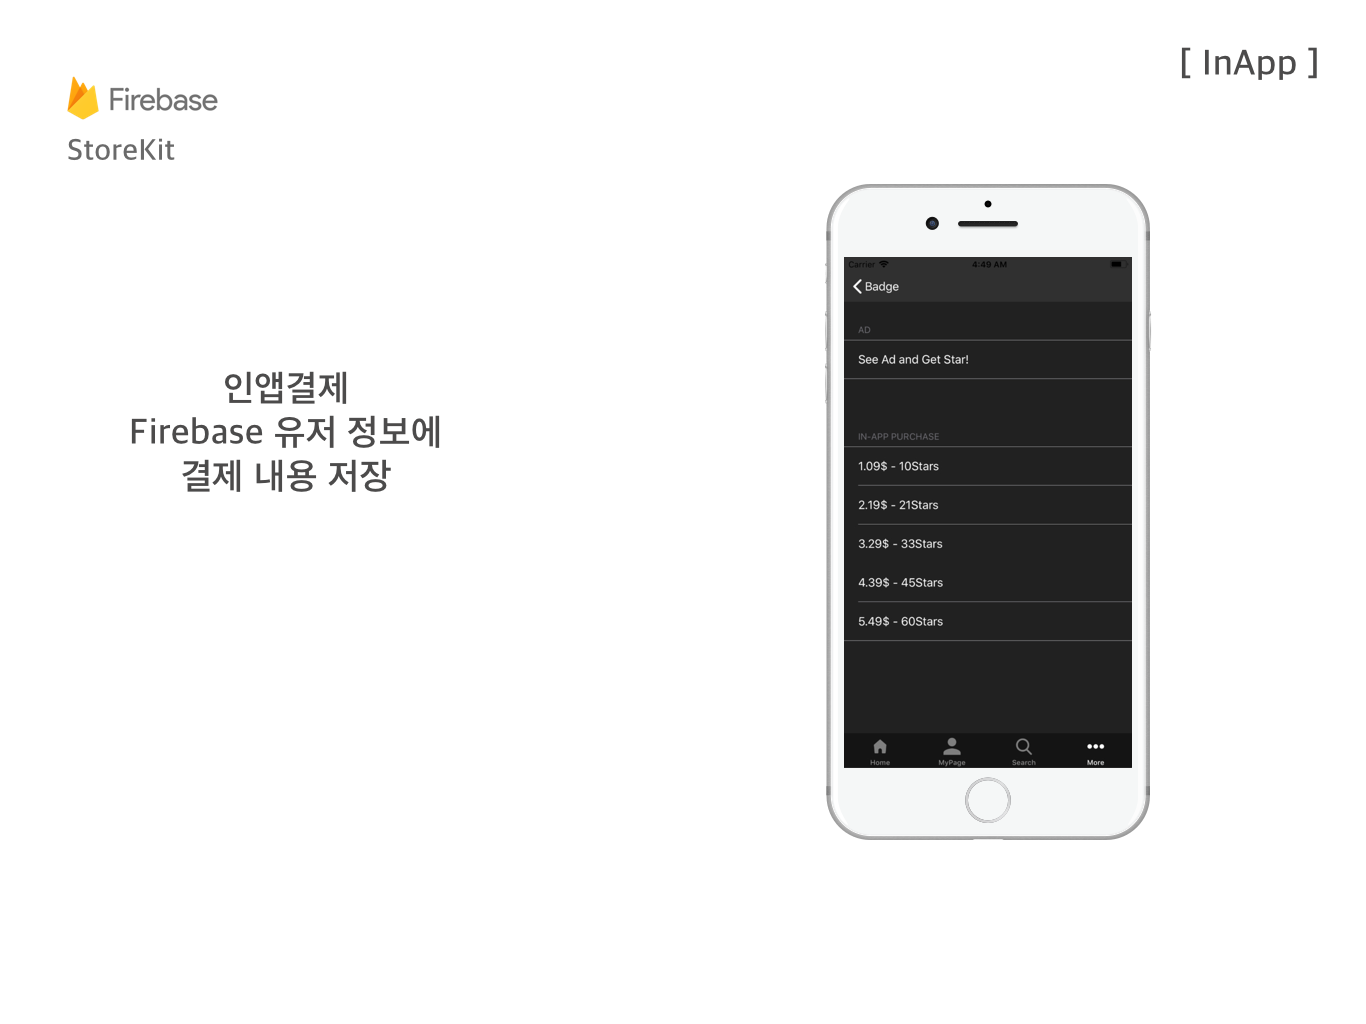 [ InApp ]
Firebase
StoreKit
인앱결제
Firebase 유저 정보에
결제 내용 저장
Carrier 4:49 AM
Badge
AD
See Ad and Get Star!
IN-APP PURCHASE
1.09$ - 10Stars
2.19$ - 21Stars
3.29$ - 33Stars
4.39$ - 45Stars
5.49$ - 60Stars
Home MyPage Search More